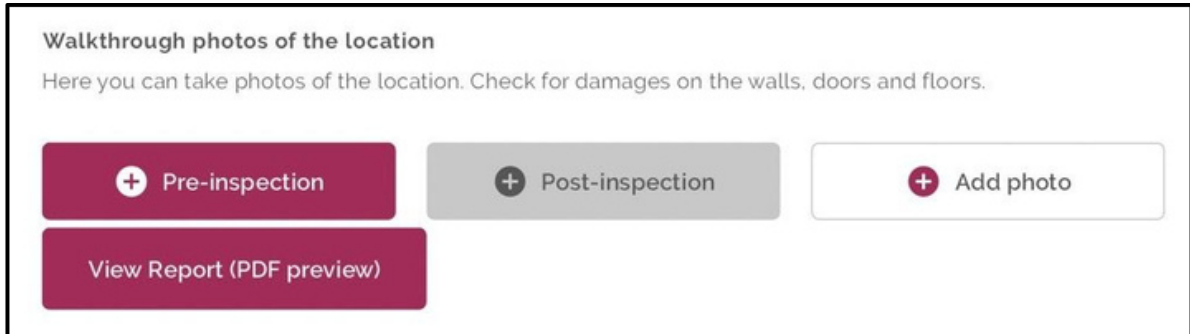 Walkthrough photos of the location
Here you can take photos of the location. Check for damages on the walls, doors and floors.
Pre-inspection
Post-inspection
Add photo
View Report (PDF preview)